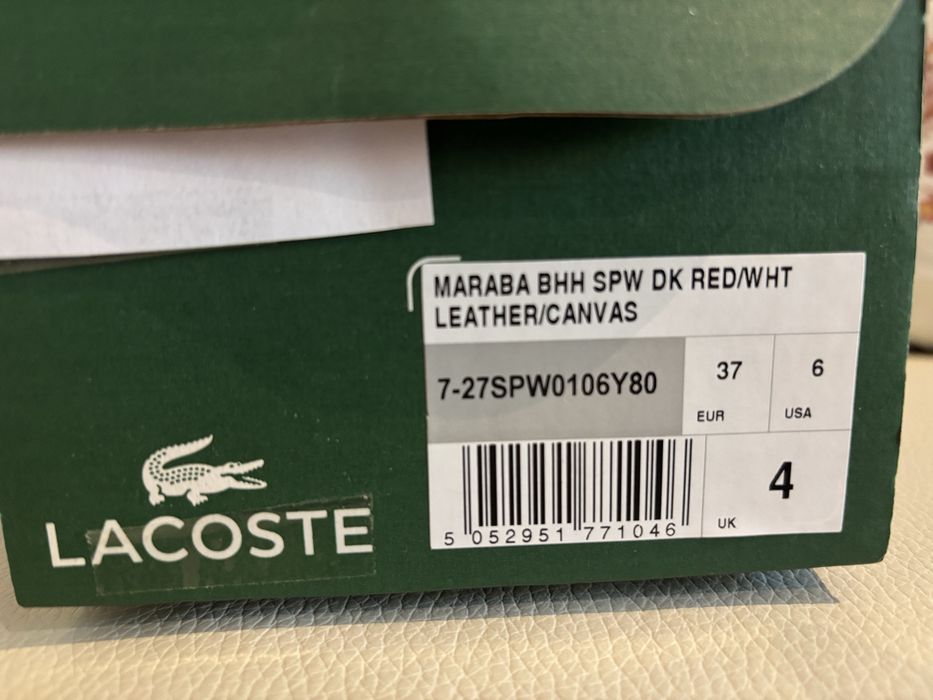 MARABA BHH SPW DK RED/WHT
LEATHER/CANVAS
7-27SPW0106Y80
37
EUR
6
USA
5 052951 771046
4
UK
LACOSTE